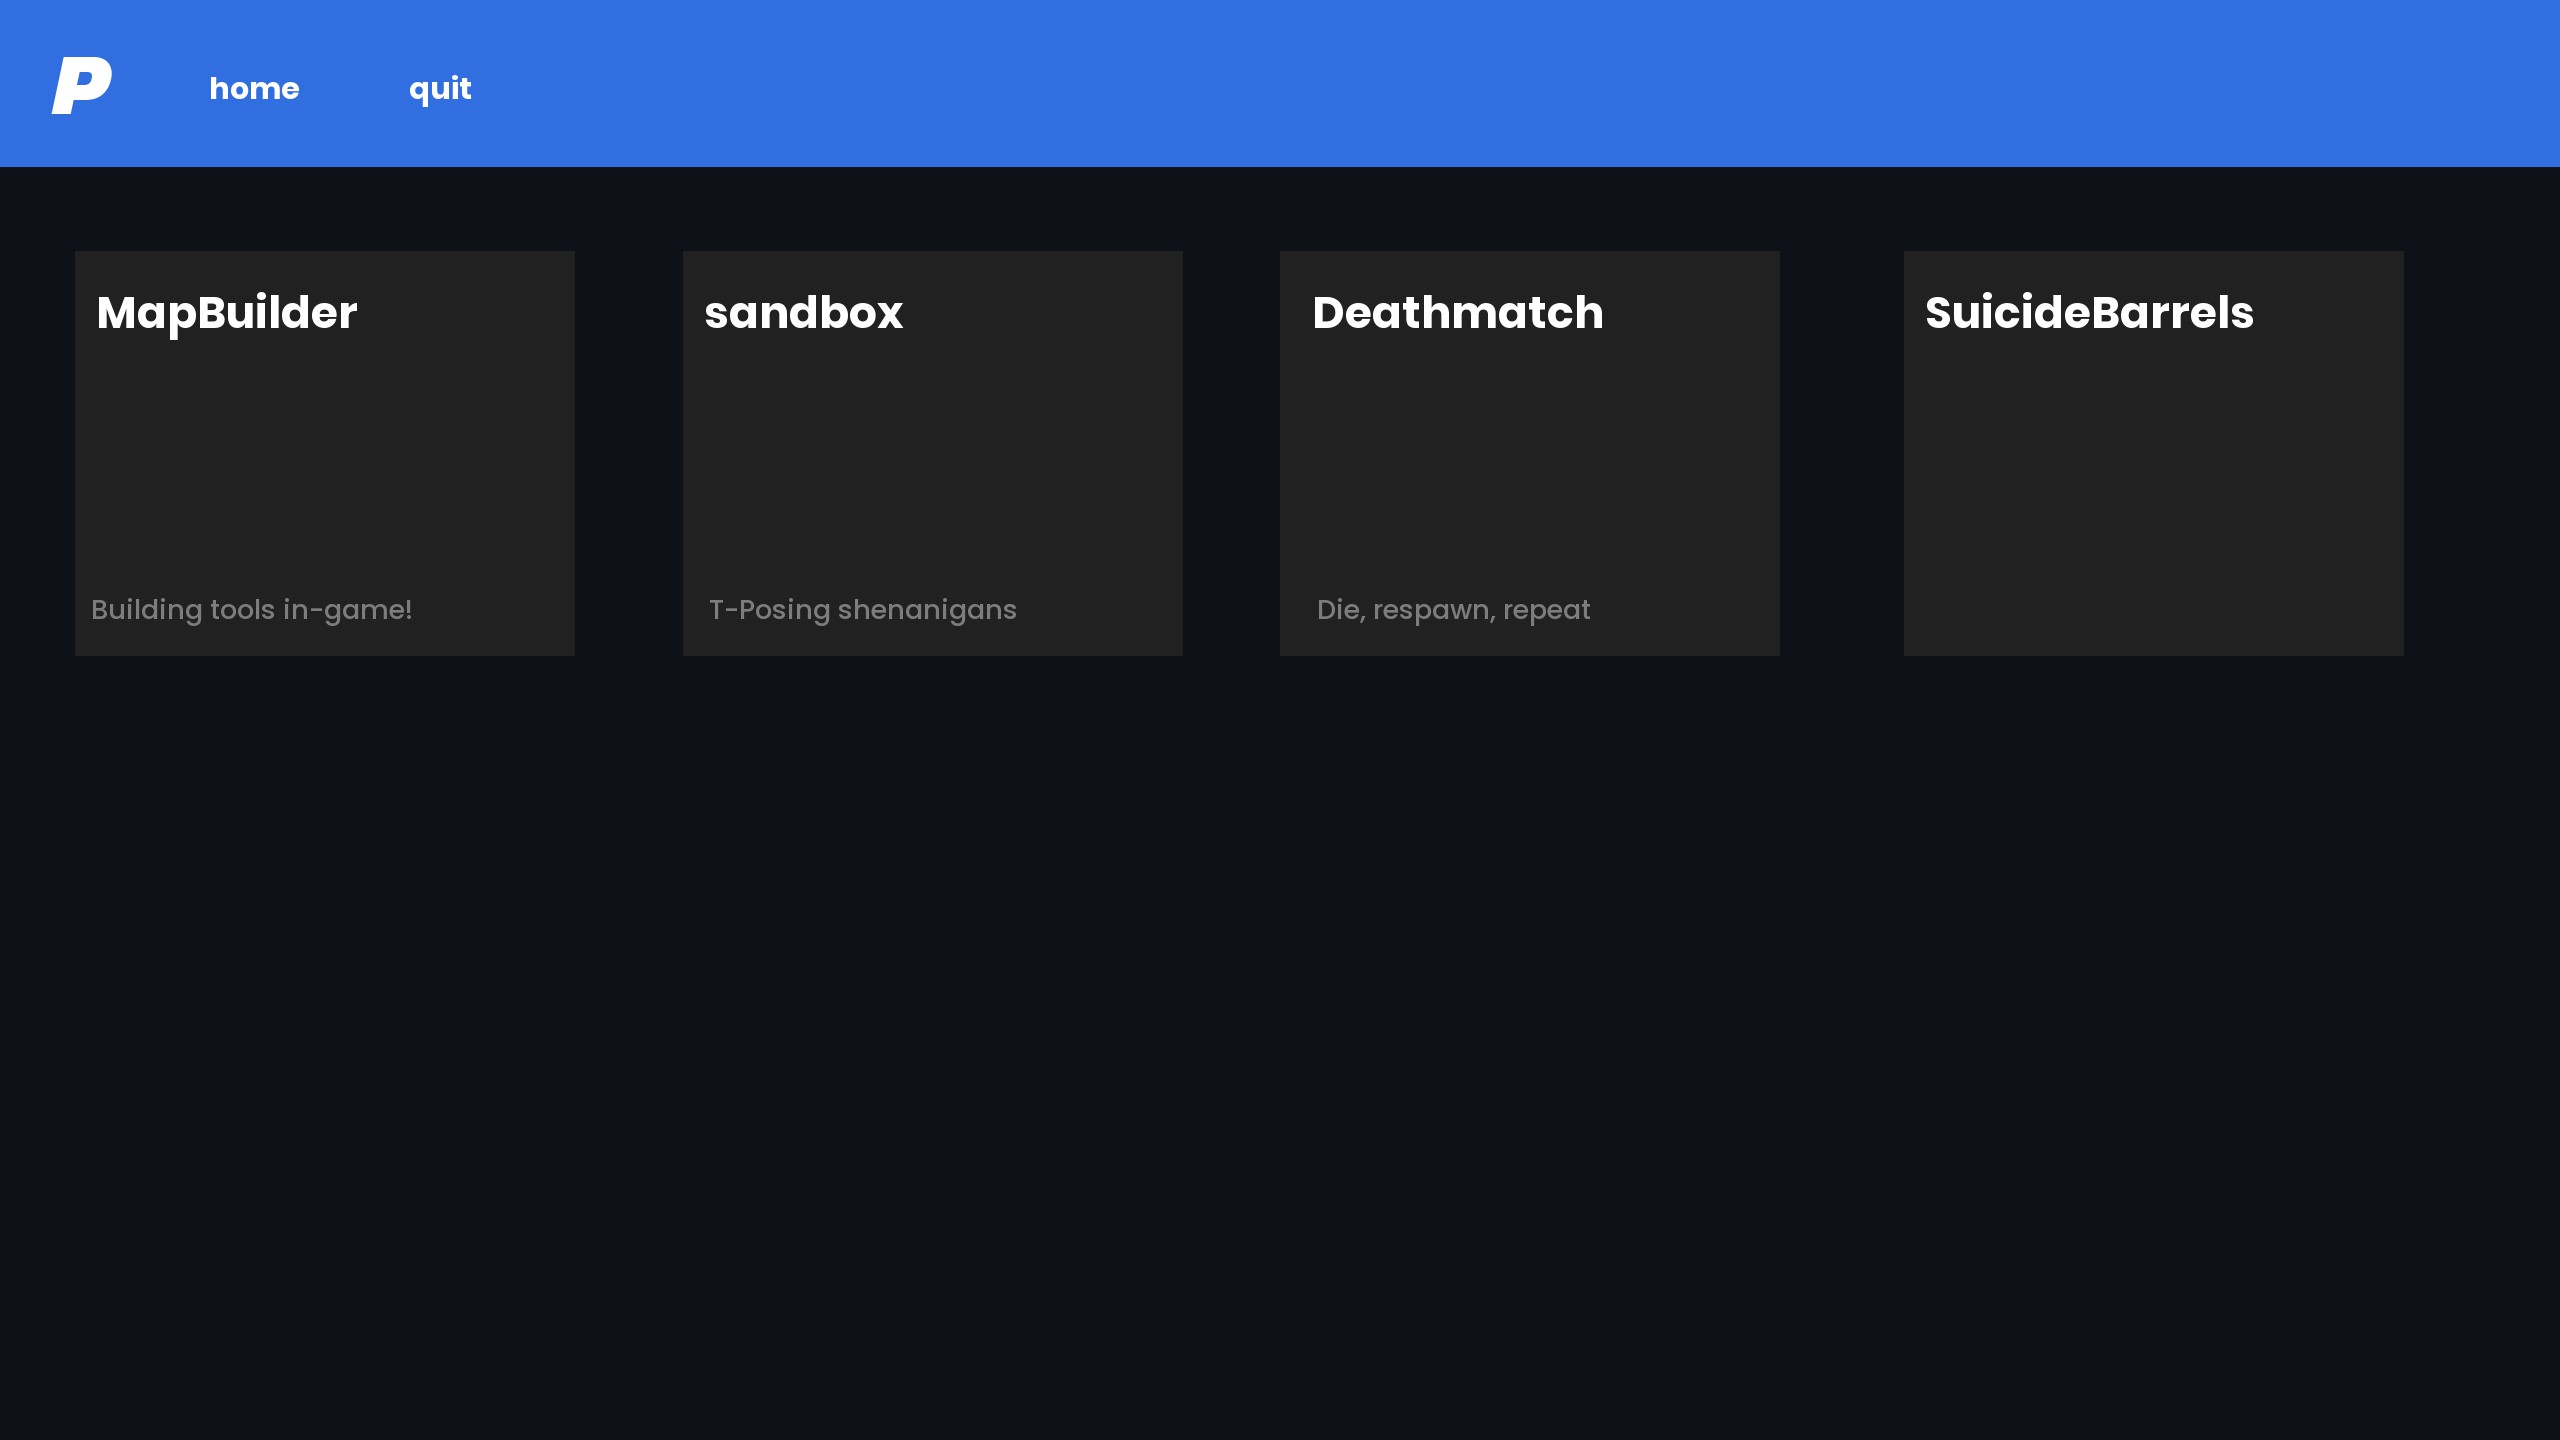 P
home
quit
MapBuilder
sandbox
Deathmatch
SuicideBarrels
Building tools in-game!
T-Posing shenanigans
Die, respawn, repeat